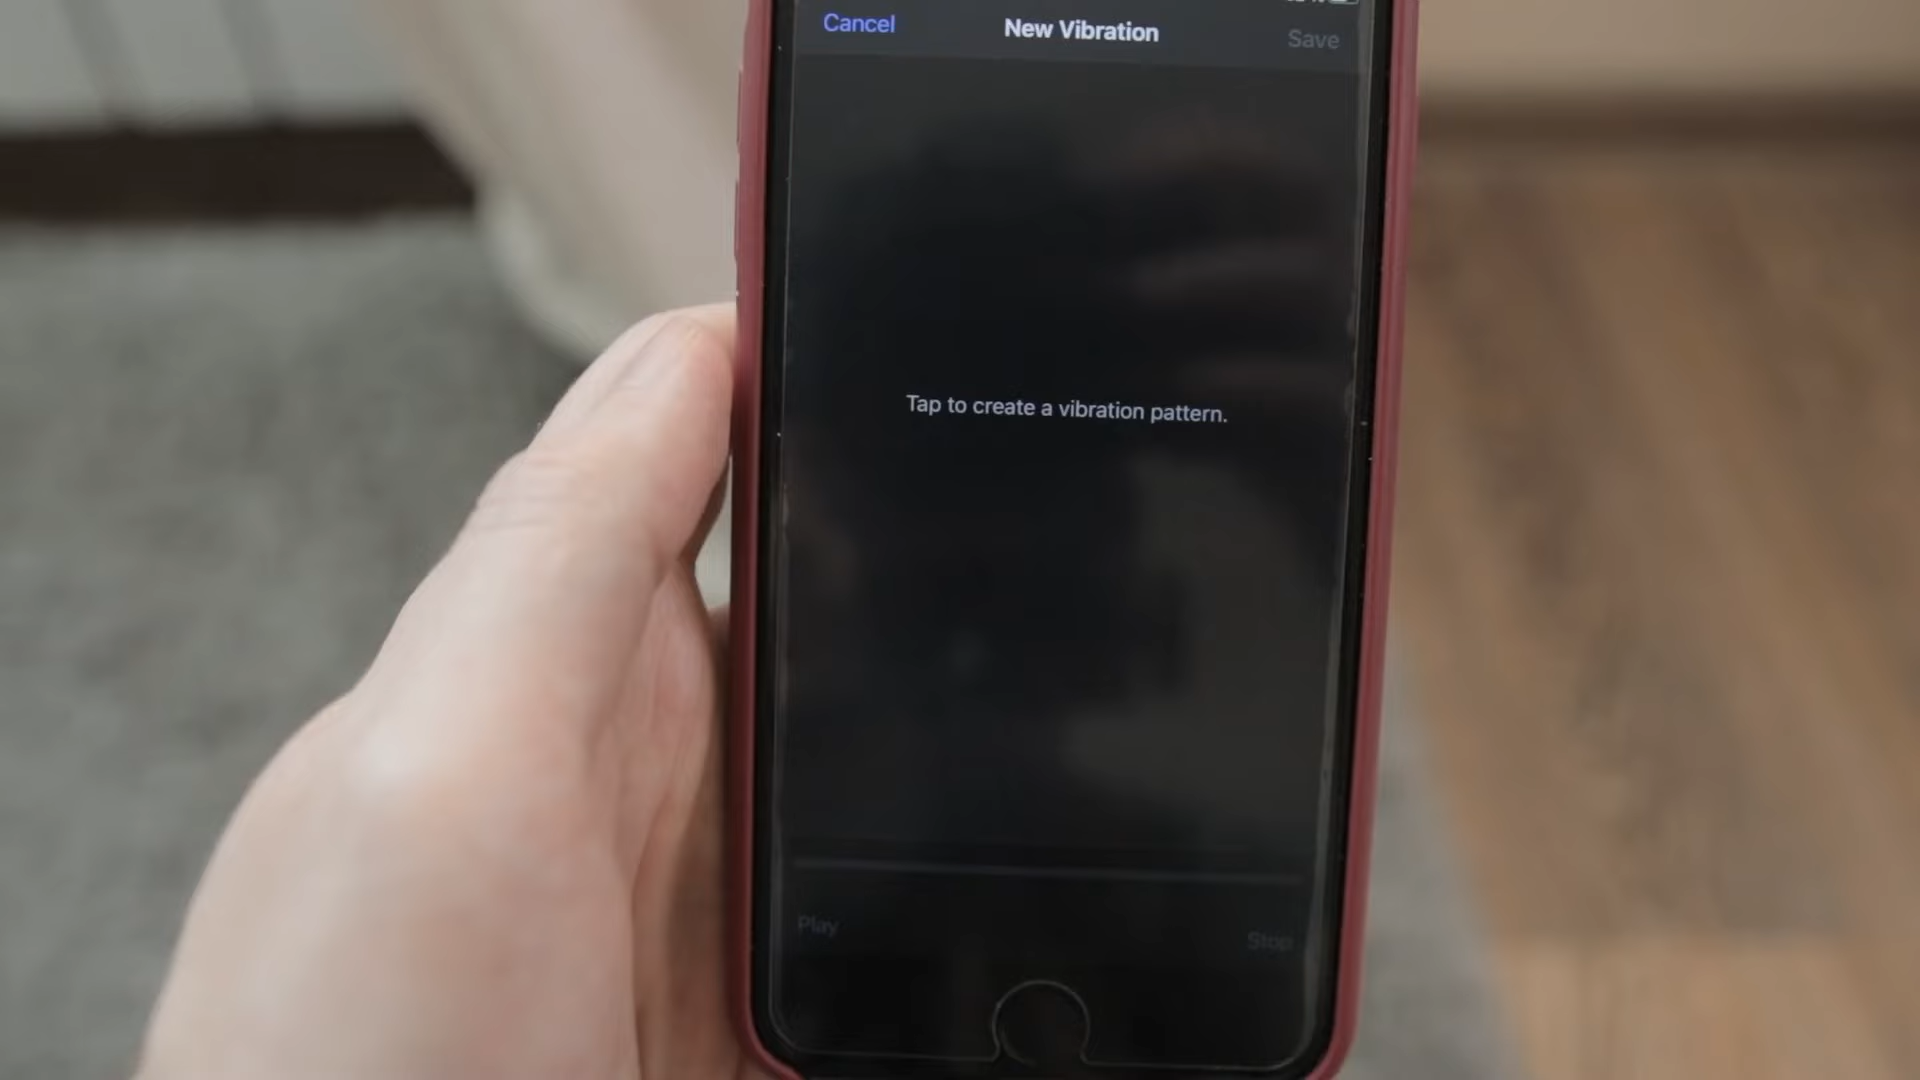 Cancel
New Vibration
Save
Tap to create a vibration pattern.
Play
Stop